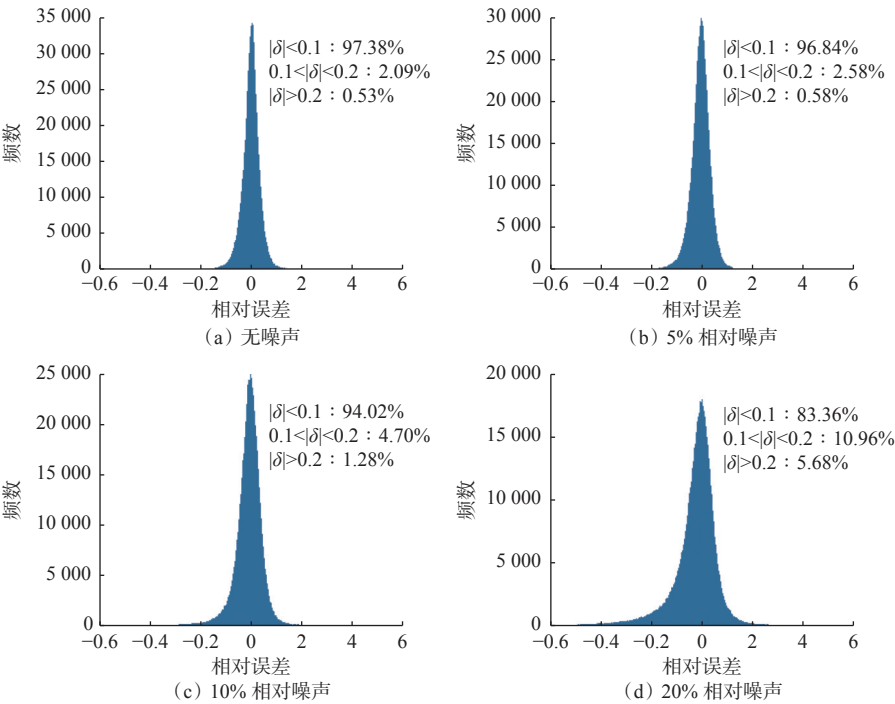 35 000
30 000
25 000
20 000
15 000
10 000
5 000
0
频数
|δ|<0.1：97.38%
0.1<|δ|<0.2：2.09%
|δ|>0.2：0.53%
−0.6 −0.4 −0.2 0 2 4 6
相对误差
（a）无噪声
30 000
25 000
20 000
15 000
10 000
5 000
0
频数
|δ|<0.1：96.84%
0.1<|δ|<0.2：2.58%
|δ|>0.2：0.58%
−0.6 −0.4 −0.2 0 2 4 6
相对误差
（b）5% 相对噪声
25 000
20 000
15 000
10 000
5 000
0
频数
|δ|<0.1：94.02%
0.1<|δ|<0.2：4.70%
|δ|>0.2：1.28%
−0.6 −0.4 −0.2 0 2 4 6
相对误差
（c）10% 相对噪声
20 000
15 000
10 000
5 000
0
频数
|δ|<0.1：83.36%
0.1<|δ|<0.2：10.96%
|δ|>0.2：5.68%
−0.6 −0.4 −0.2 0 2 4 6
相对误差
（d）20% 相对噪声